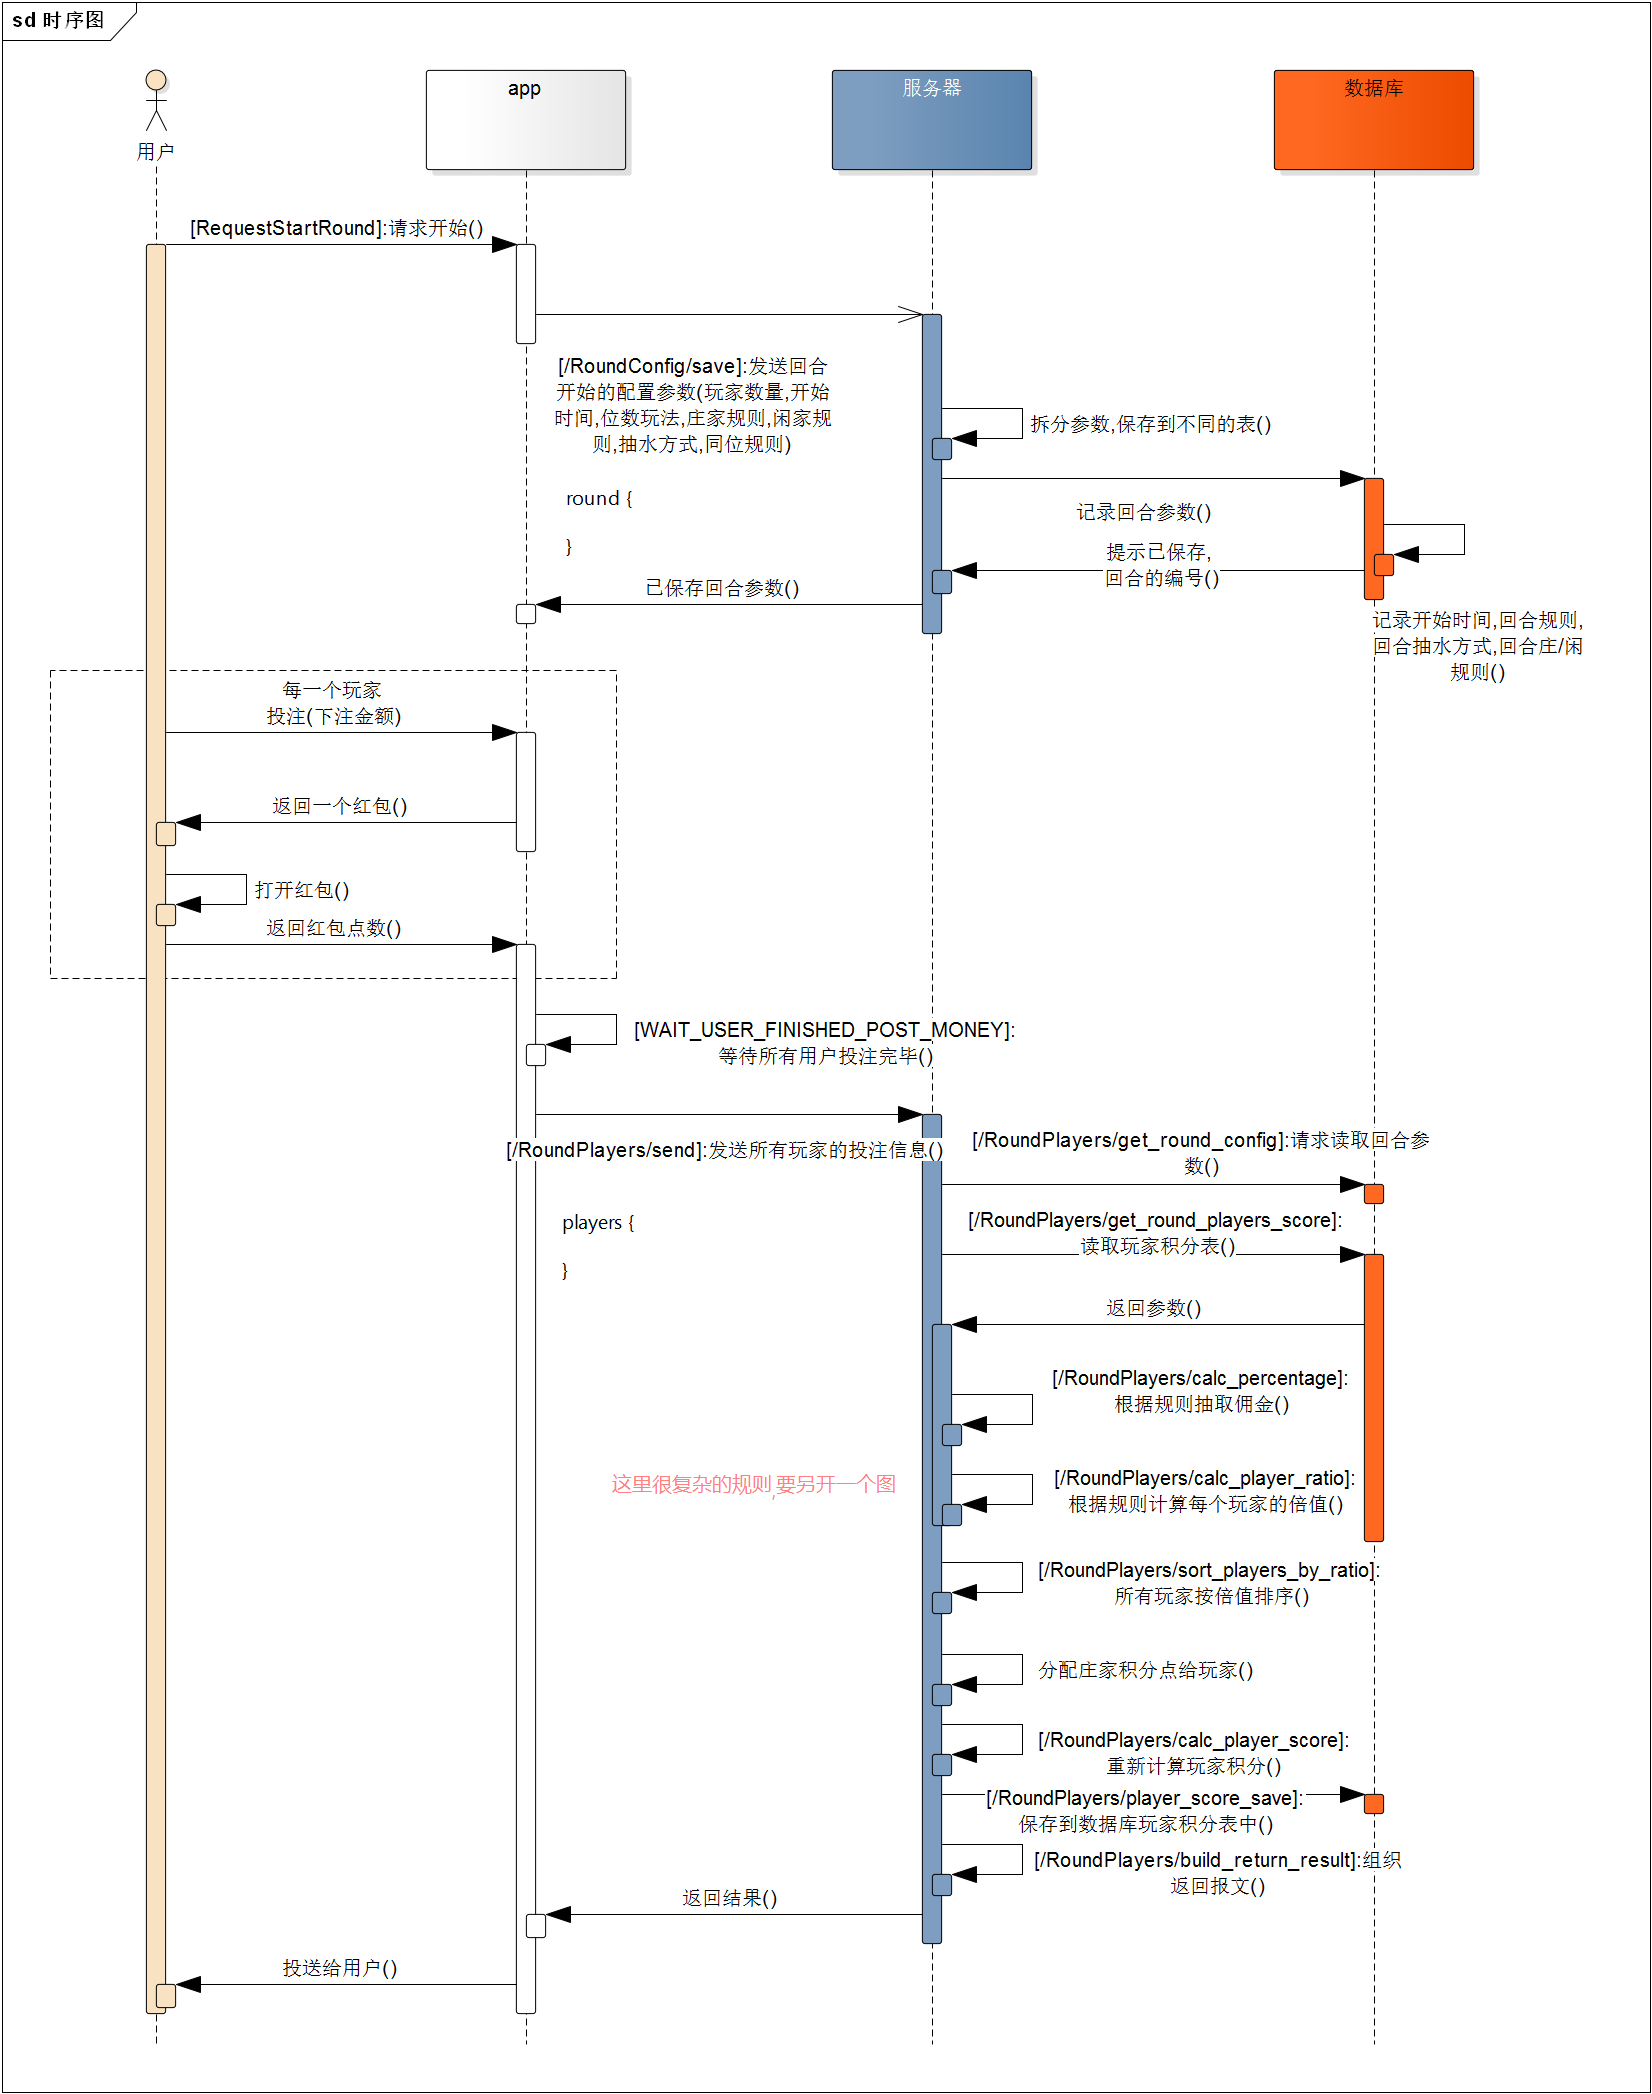 sd 时序图
用户
app
服务器
数据库
[RequestStartRound]:请求开始()
[/RoundConfig/save]:发送回合
开始的配置参数(玩家数量,开始
时间,位数玩法,庄家规则,闲家规
则,抽水方式,同位规则)
round {
}
拆分参数,保存到不同的表()
记录回合参数()
提示已保存,
回合的编号()
已保存回合参数()
记录开始时间,回合规则,
回合抽水方式,回合庄/闲
规则()
每一个玩家
投注(下注金额)
返回一个红包()
打开红包()
返回红包点数()
[WAIT_USER_FINISHED_POST_MONEY]:
等待所有用户投注完毕()
[/RoundPlayers/send]:发送所有玩家的投注信息()
players {
}
[/RoundPlayers/get_round_config]:请求读取回合参
数()
[/RoundPlayers/get_round_players_score]:
读取玩家积分表()
返回参数()
[/RoundPlayers/calc_percentage]:
根据规则抽取佣金()
这里很复杂的规则,要另开一个图
[/RoundPlayers/calc_player_ratio]:
根据规则计算每个玩家的倍值()
[/RoundPlayers/sort_players_by_ratio]:
所有玩家按倍值排序()
分配庄家积分点给玩家()
[/RoundPlayers/calc_player_score]:
重新计算玩家积分()
[/RoundPlayers/player_score_save]:
保存到数据库玩家积分表中()
[/RoundPlayers/build_return_result]:组织
返回报文()
返回结果()
投送给用户()